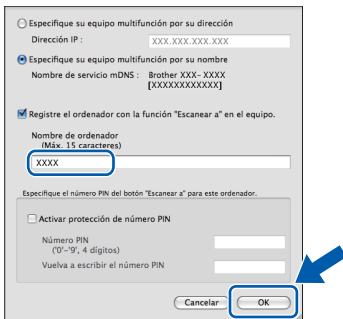 Especifique su equipo multifunción por su dirección
Dirección IP : XXX.XXX.XXX.XXX
Especifique su equipo multifunción por su nombre
Nombre de servicio mDNS : Brother XXX- XXXX
[XXXXXXXXXXXX]
Registre el ordenador con la función "Escanear a" en el equipo.
Nombre de ordenador
(Máx. 15 caracteres)
XXXX
Especifique el número PIN del botón "Escanear a" para este ordenador.
Activar protección de número PIN
Número PIN
('0'-'9', 4 dígitos)
Vuelva a escribir el número PIN
Cancelar OK